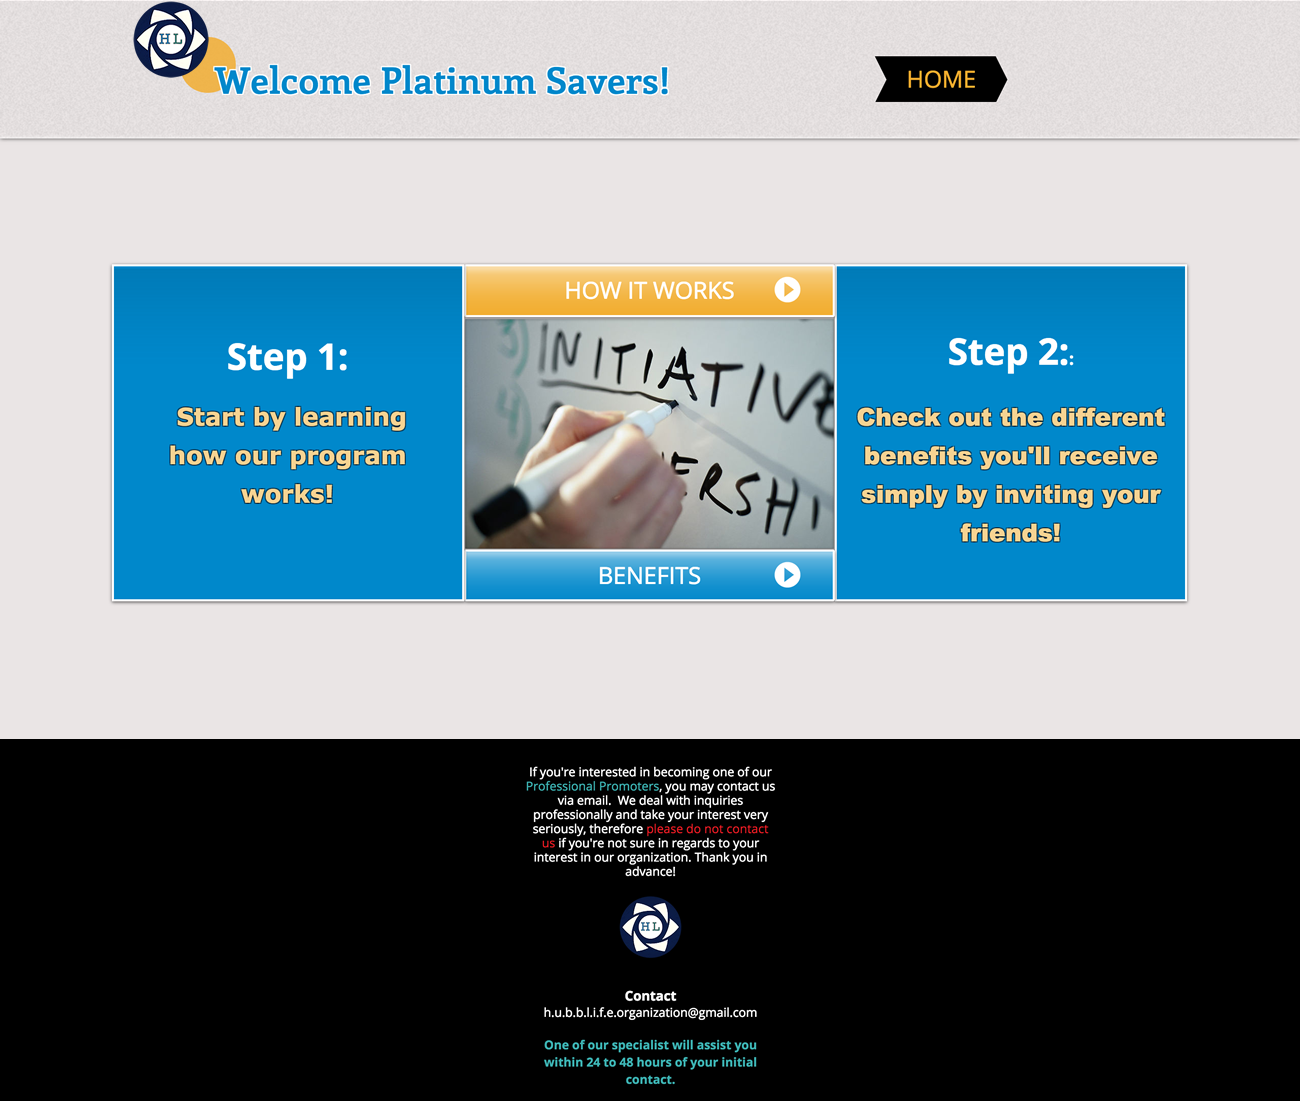 HL
Welcome Platinum Savers!
HOME
Step 1:
Start by learning
how our program
works!
HOW IT WORKS
INITIATIVE
ERSHI
BENEFITS
Step 2::
Check out the different
benefits you'll receive
simply by inviting your
friends!
If you're interested in becoming one of our
Professional Promoters, you may contact us
via email.  We deal with inquiries
professionally and take your interest very
seriously, therefore please do not contact
us if you're not sure in regards to your
interest in our organization. Thank you in
advance!
HL
Contact
h.u.b.b.l.i.f.e.organization@gmail.com
One of our specialist will assist you
within 24 to 48 hours of your initial
contact.